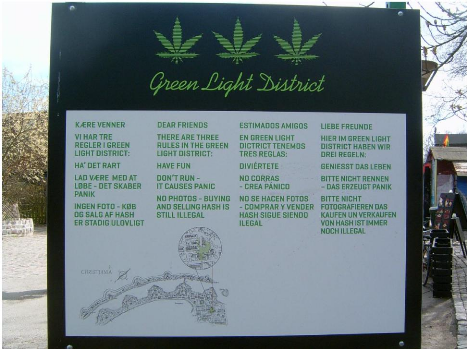 Green Light District
KÆRE VENNER
VI HAR TRE
REGLER I GREEN
LIGHT DISTRICT:
HA' DET RART
LAD VÆRE MED AT
LØBE - DET SKABER
PANIK
INGEN FOTO - KØB
OG SALG AF HASH
ER STADIG ULOVLIGT
DEAR FRIENDS
THERE ARE THREE
RULES IN THE GREEN
LIGHT DISTRICT:
HAVE FUN
DON'T RUN -
IT CAUSES PANIC
NO PHOTOS - BUYING
AND SELLING HASH IS
STILL ILLEGAL
ESTIMADOS AMIGOS
EN GREEN LIGHT
DICTRICT TENEMOS
TRES REGLAS:
DIVIÉRTETE
NO CORRAS
- CREA PÁNICO
NO SE HACEN FOTOS
- COMPRAR Y VENDER
HASH SIGUE SIENDO
ILEGAL
LIEBE FREUNDE
HIER IM GREEN LIGHT
DISTRICT HABEN WIR
DREI REGELN:
GENIESST DAS LEBEN
BITTE NICHT RENNEN
- DAS ERZEUGT PANIK
BITTE NICHT
FOTOGRAFIEREN DAS
KAUFEN UN VERKAUFEN
VON HASH IST IMMER
NOCH ILLEGAL